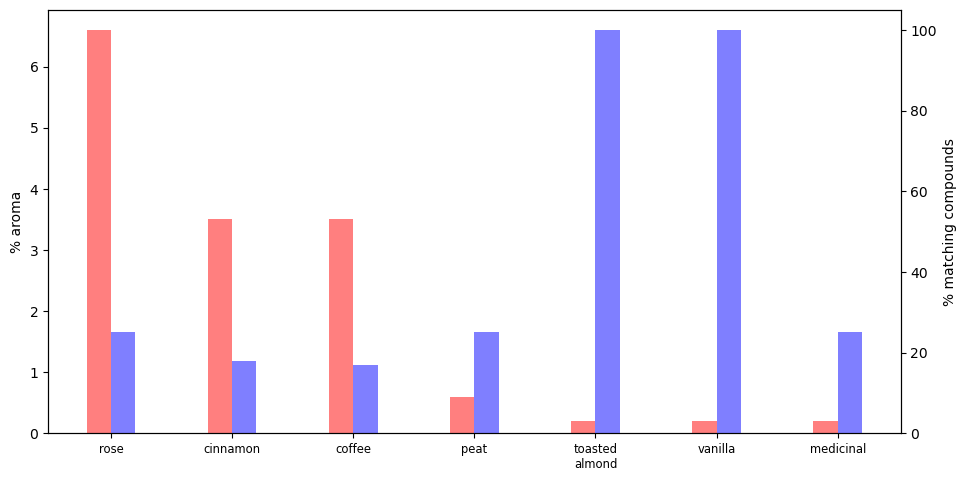 % aroma
6
5
4
3
2
1
0
rose
cinnamon
coffee
peat
toasted
almond
vanilla
medicinal
100
80
60
40
20
0
% matching compounds